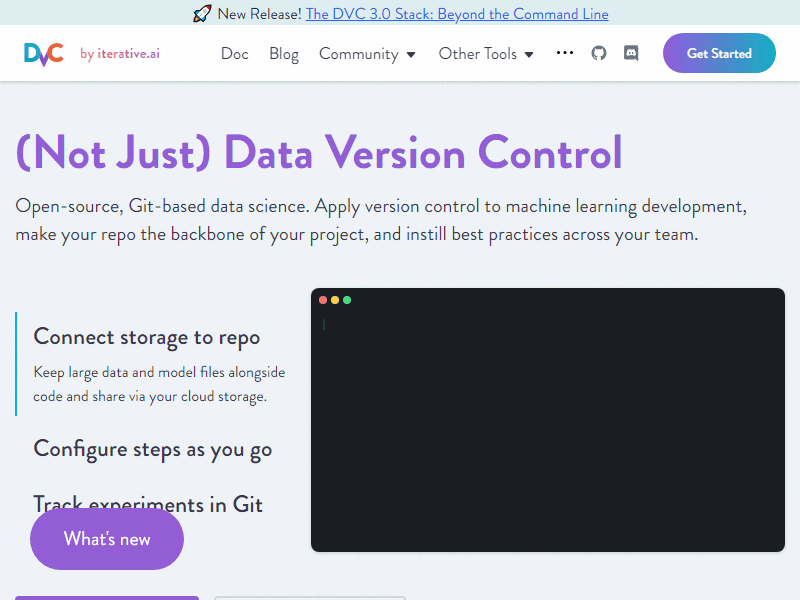 New Release! The DVC 3.0 Stack: Beyond the Command Line
DVC by iterative.ai
Doc Blog Community Other Tools ... Get Started
(Not Just) Data Version Control
Open-source, Git-based data science. Apply version control to machine learning development,
make your repo the backbone of your project, and instill best practices across your team.
Connect storage to repo
Keep large data and model files alongside
code and share via your cloud storage.
Configure steps as you go
Track experiments in Git
What's new